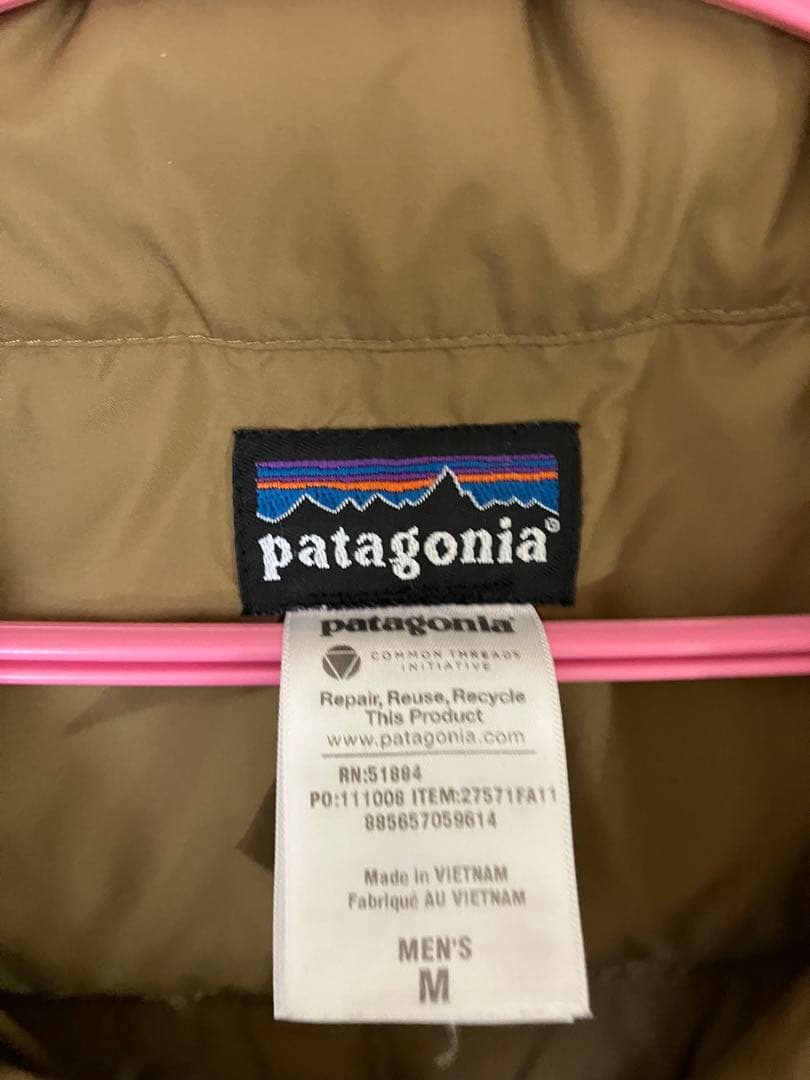 patagonia®
patagonia®
COMMON THREADS
INITIATIVE
Repair, Reuse, Recycle
This Product
www.patagonia.com
RN:51884
PO:111008 ITEM:27571FA11
885657059614
Made in VIETNAM
Fabriqué AU VIETNAM
MEN'S
M